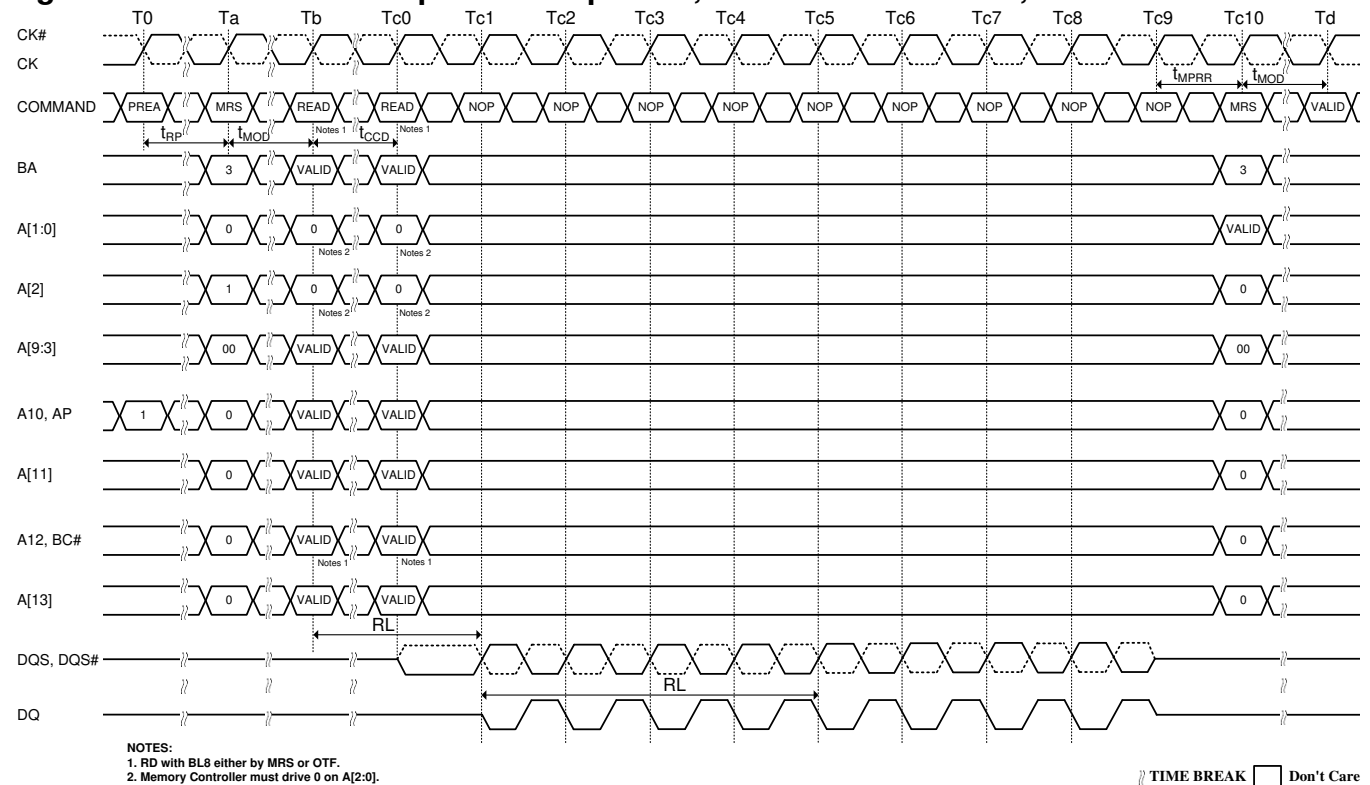 T0 Ta Tb Tc0 Tc1 Tc2 Tc3 Tc4 Tc5 Tc6 Tc7 Tc8 Tc9 Tc10 Td
CK#
CK
tMPRR tMOD
COMMAND PREA MRS READ READ NOP NOP NOP NOP NOP NOP NOP NOP NOP MRS VALID
Notes 1 Notes 1
tRP tMOD tCCD
BA 3 VALID VALID 3
A[1:0] 0 0 0 VALID
Notes 2 Notes 2
A[2] 1 0 0 0
Notes 2 Notes 2
A[9:3] 00 VALID VALID 00
A10, AP 1 0 VALID VALID 0
A[11] 0 VALID VALID 0
A12, BC# 0 VALID VALID 0
Notes 1 Notes 1
A[13] 0 VALID VALID 0
RL
DQS, DQS#
RL
DQ
NOTES:
1. RD with BL8 either by MRS or OTF.
2. Memory Controller must drive 0 on A[2:0].
TIME BREAK Don't Care